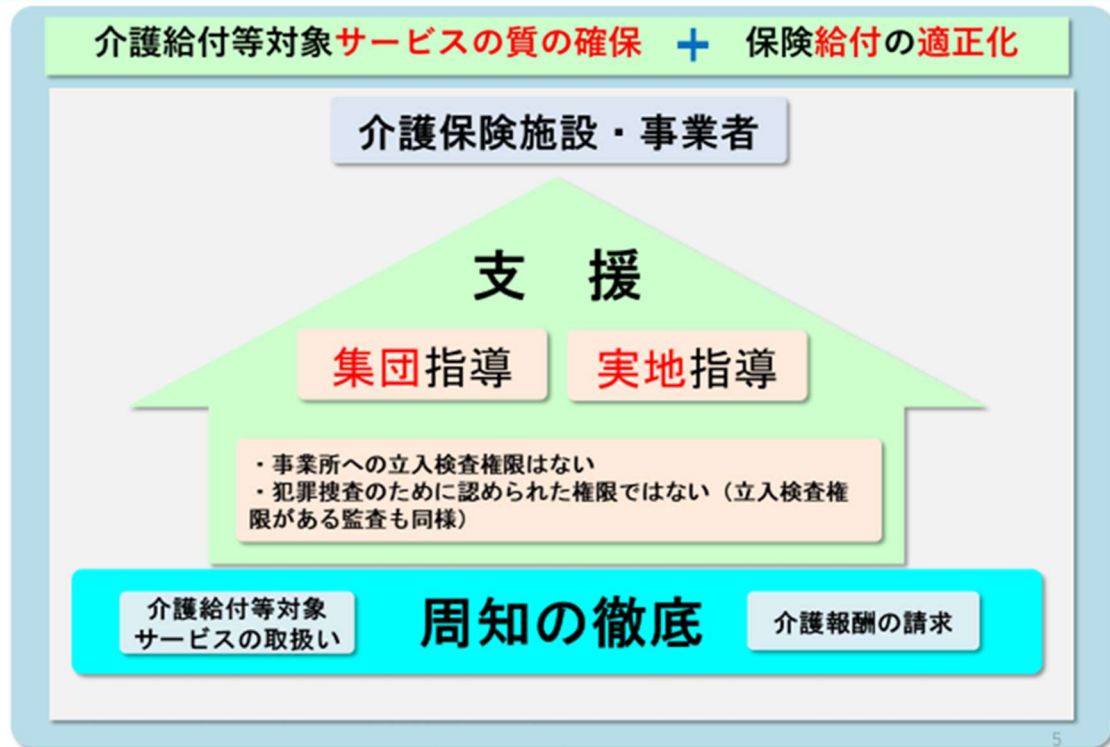 介護給付等対象サービスの質の確保 + 保険給付の適正化
介護保険施設・事業者
支 援
集団指導
実地指導
・事業所への立入検査権限はない
・犯罪捜査のために認められた権限ではない（立入検査権
限がある監査も同様）
介護給付等対象
サービスの取扱い
周知の徹底
介護報酬の請求
5